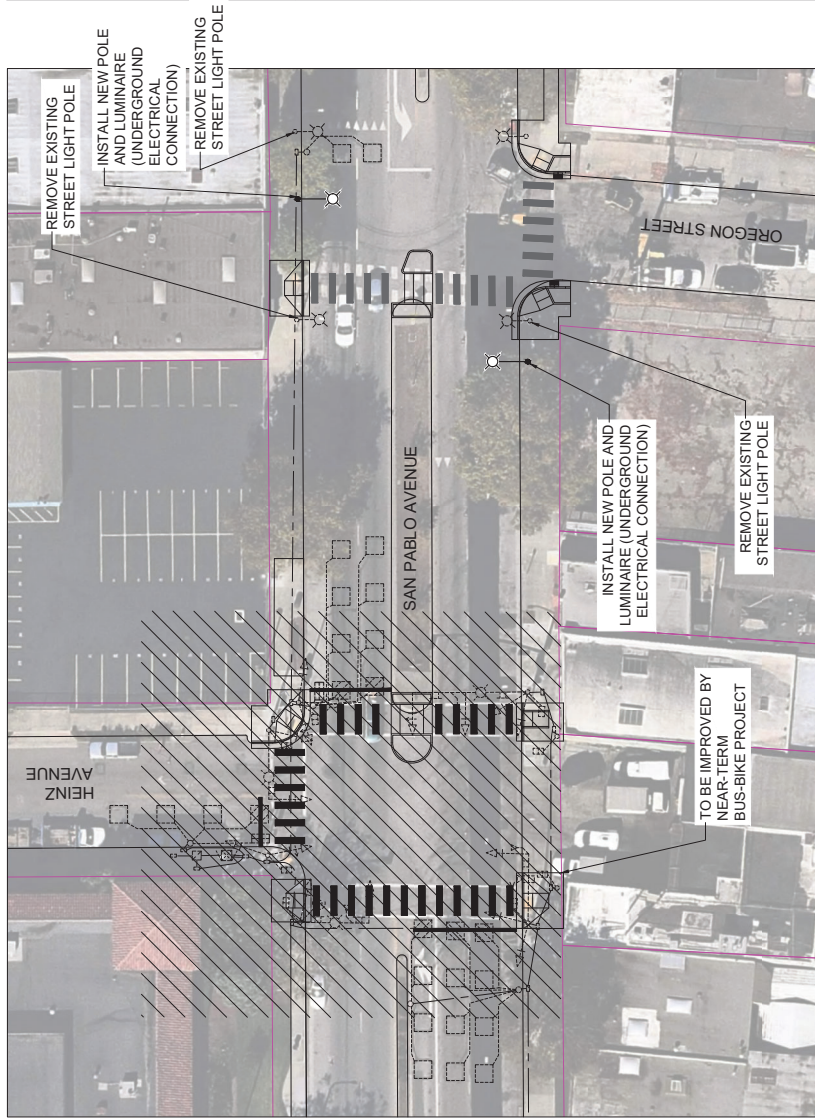 REMOVE EXISTING
STREET LIGHT POLE
INSTALL NEW POLE
AND LUMINAIRE
(UNDERGROUND
ELECTRICAL
CONNECTION)
REMOVE EXISTING
STREET LIGHT POLE
HEINZ
AVENUE
SAN PABLO AVENUE
OREGON STREET
TO BE IMPROVED BY
NEAR-TERM
BUS-BIKE PROJECT
INSTALL NEW POLE AND
LUMINAIRE (UNDERGROUND
ELECTRICAL CONNECTION)
REMOVE EXISTING
STREET LIGHT POLE